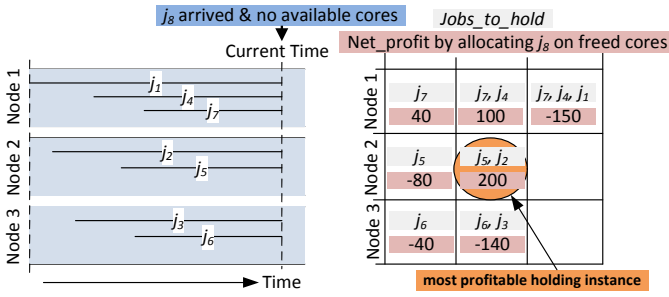 j8 arrived & no available cores
Current Time
Node 1
j1
j4
j7
Node 2
j2
j5
Node 3
j3
j6
Time
Jobs_to_hold
Net_profit by allocating j8 on freed cores
Node 1
j7
j7, j4
j7, j4, j1
40
100
-150
Node 2
j5
j5, j2
-80
200
Node 3
j6
j6, j3
-40
-140
most profitable holding instance